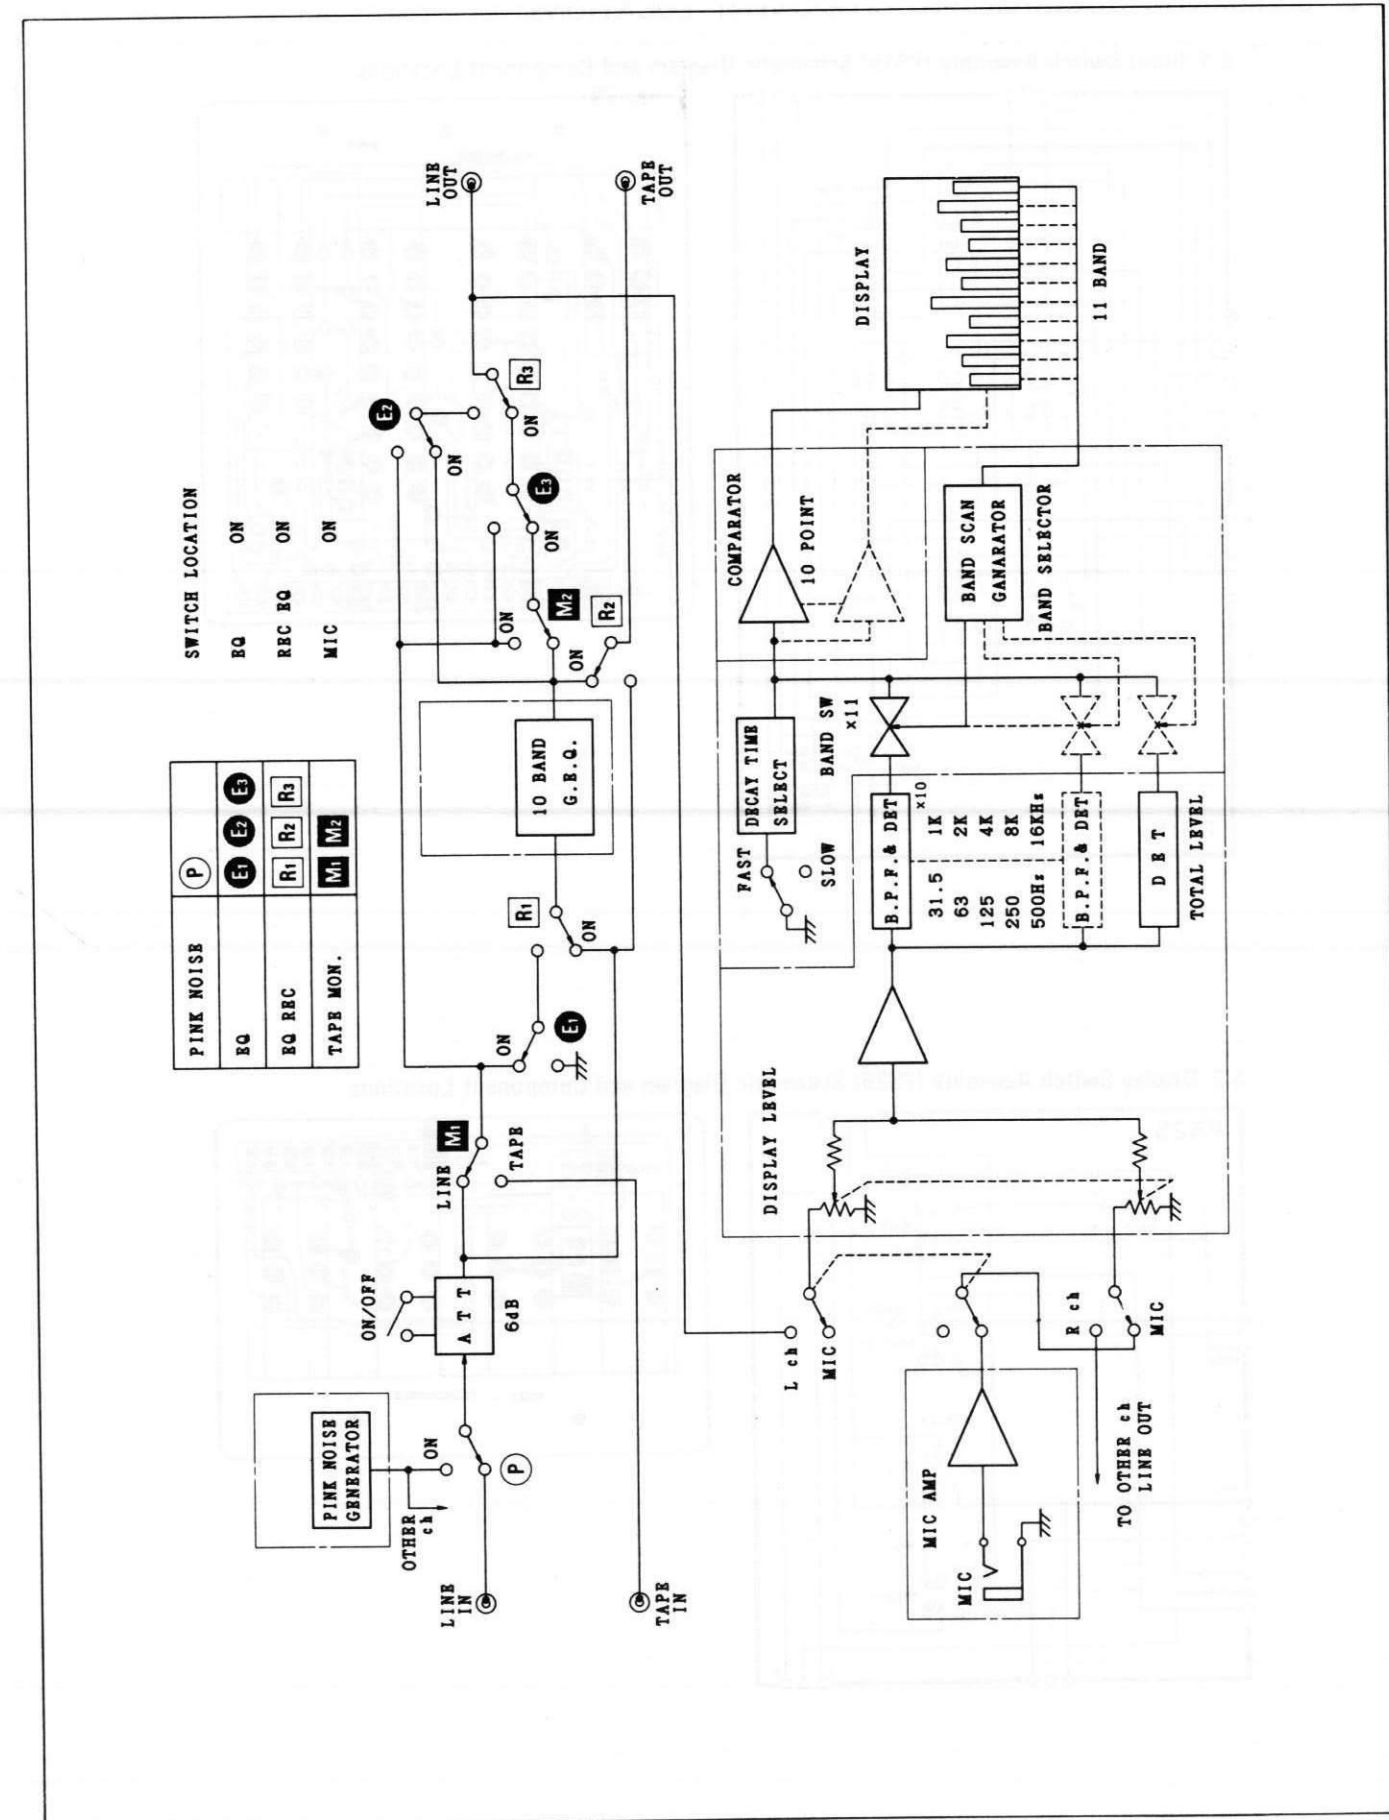 PINK NOISE P
EQ E1 E2 E3
EQ REC R1 R2 R3
TAPE MON. M1 M2
SWITCH LOCATION
EQ ON
REC EQ ON
MIC ON
PINK NOISE
GENERATOR
OTHER
ch
ON
P
LINE
IN
TAPE
IN
ON/OFF
ATT
6dB
LINE
M1
TAPE
ON
E1
R1
ON
10 BAND
G.E.Q.
ON
M2
ON
R2
ON
E3
E2
ON
ON
R3
LINE
OUT
TAPE
OUT
L ch
MIC
DISPLAY LEVEL
MIC AMP
MIC
R ch
MIC
TO OTHER ch
LINE OUT
FAST
SLOW
DECAY TIME
SELECT
BAND SW
x11
B.P.F. & DET
x10
31.5 1K
63 2K
125 4K
250 8K
500Hz 16KHz
B.P.F. & DET
DET
TOTAL LEVEL
COMPARATOR
10 POINT
BAND SCAN
GANARATOR
BAND SELECTOR
DISPLAY
11 BAND